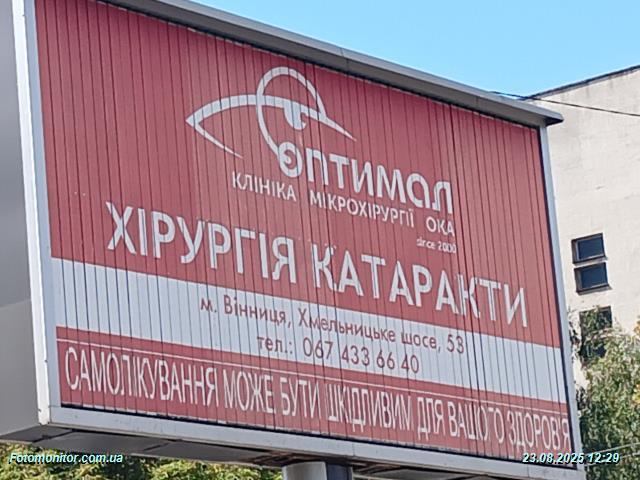 ОПТИМАЛ
КЛІНІКА МІКРОХІРУРГІЇ ОКА
since 2000
ХІРУРГІЯ КАТАРАКТИ
м. Вінниця, Хмельницьке шосе, 53
тел.: 067 433 66 40
САМОЛІКУВАННЯ МОЖЕ БУТИ ШКІДЛИВИМ ДЛЯ ВАШОГО ЗДОРОВ'Я
Fotomonitor.com.ua
23.08.2025 12:29